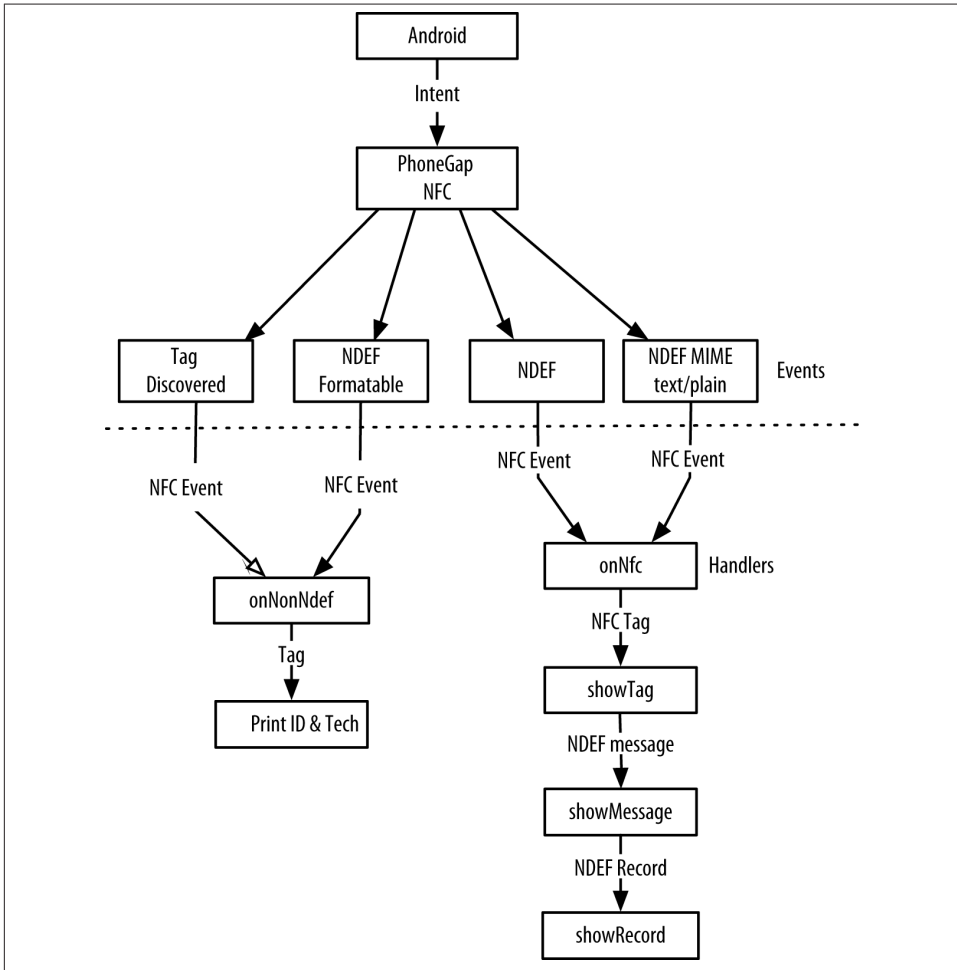 Android
Intent
PhoneGap
NFC
Tag
Discovered
NDEF
Formatable
NDEF
NDEF MIME
text/plain
Events
NFC Event
NFC Event
NFC Event
NFC Event
onNonNdef
Tag
Print ID & Tech
onNfc
Handlers
NFC Tag
showTag
NDEF message
showMessage
NDEF Record
showRecord